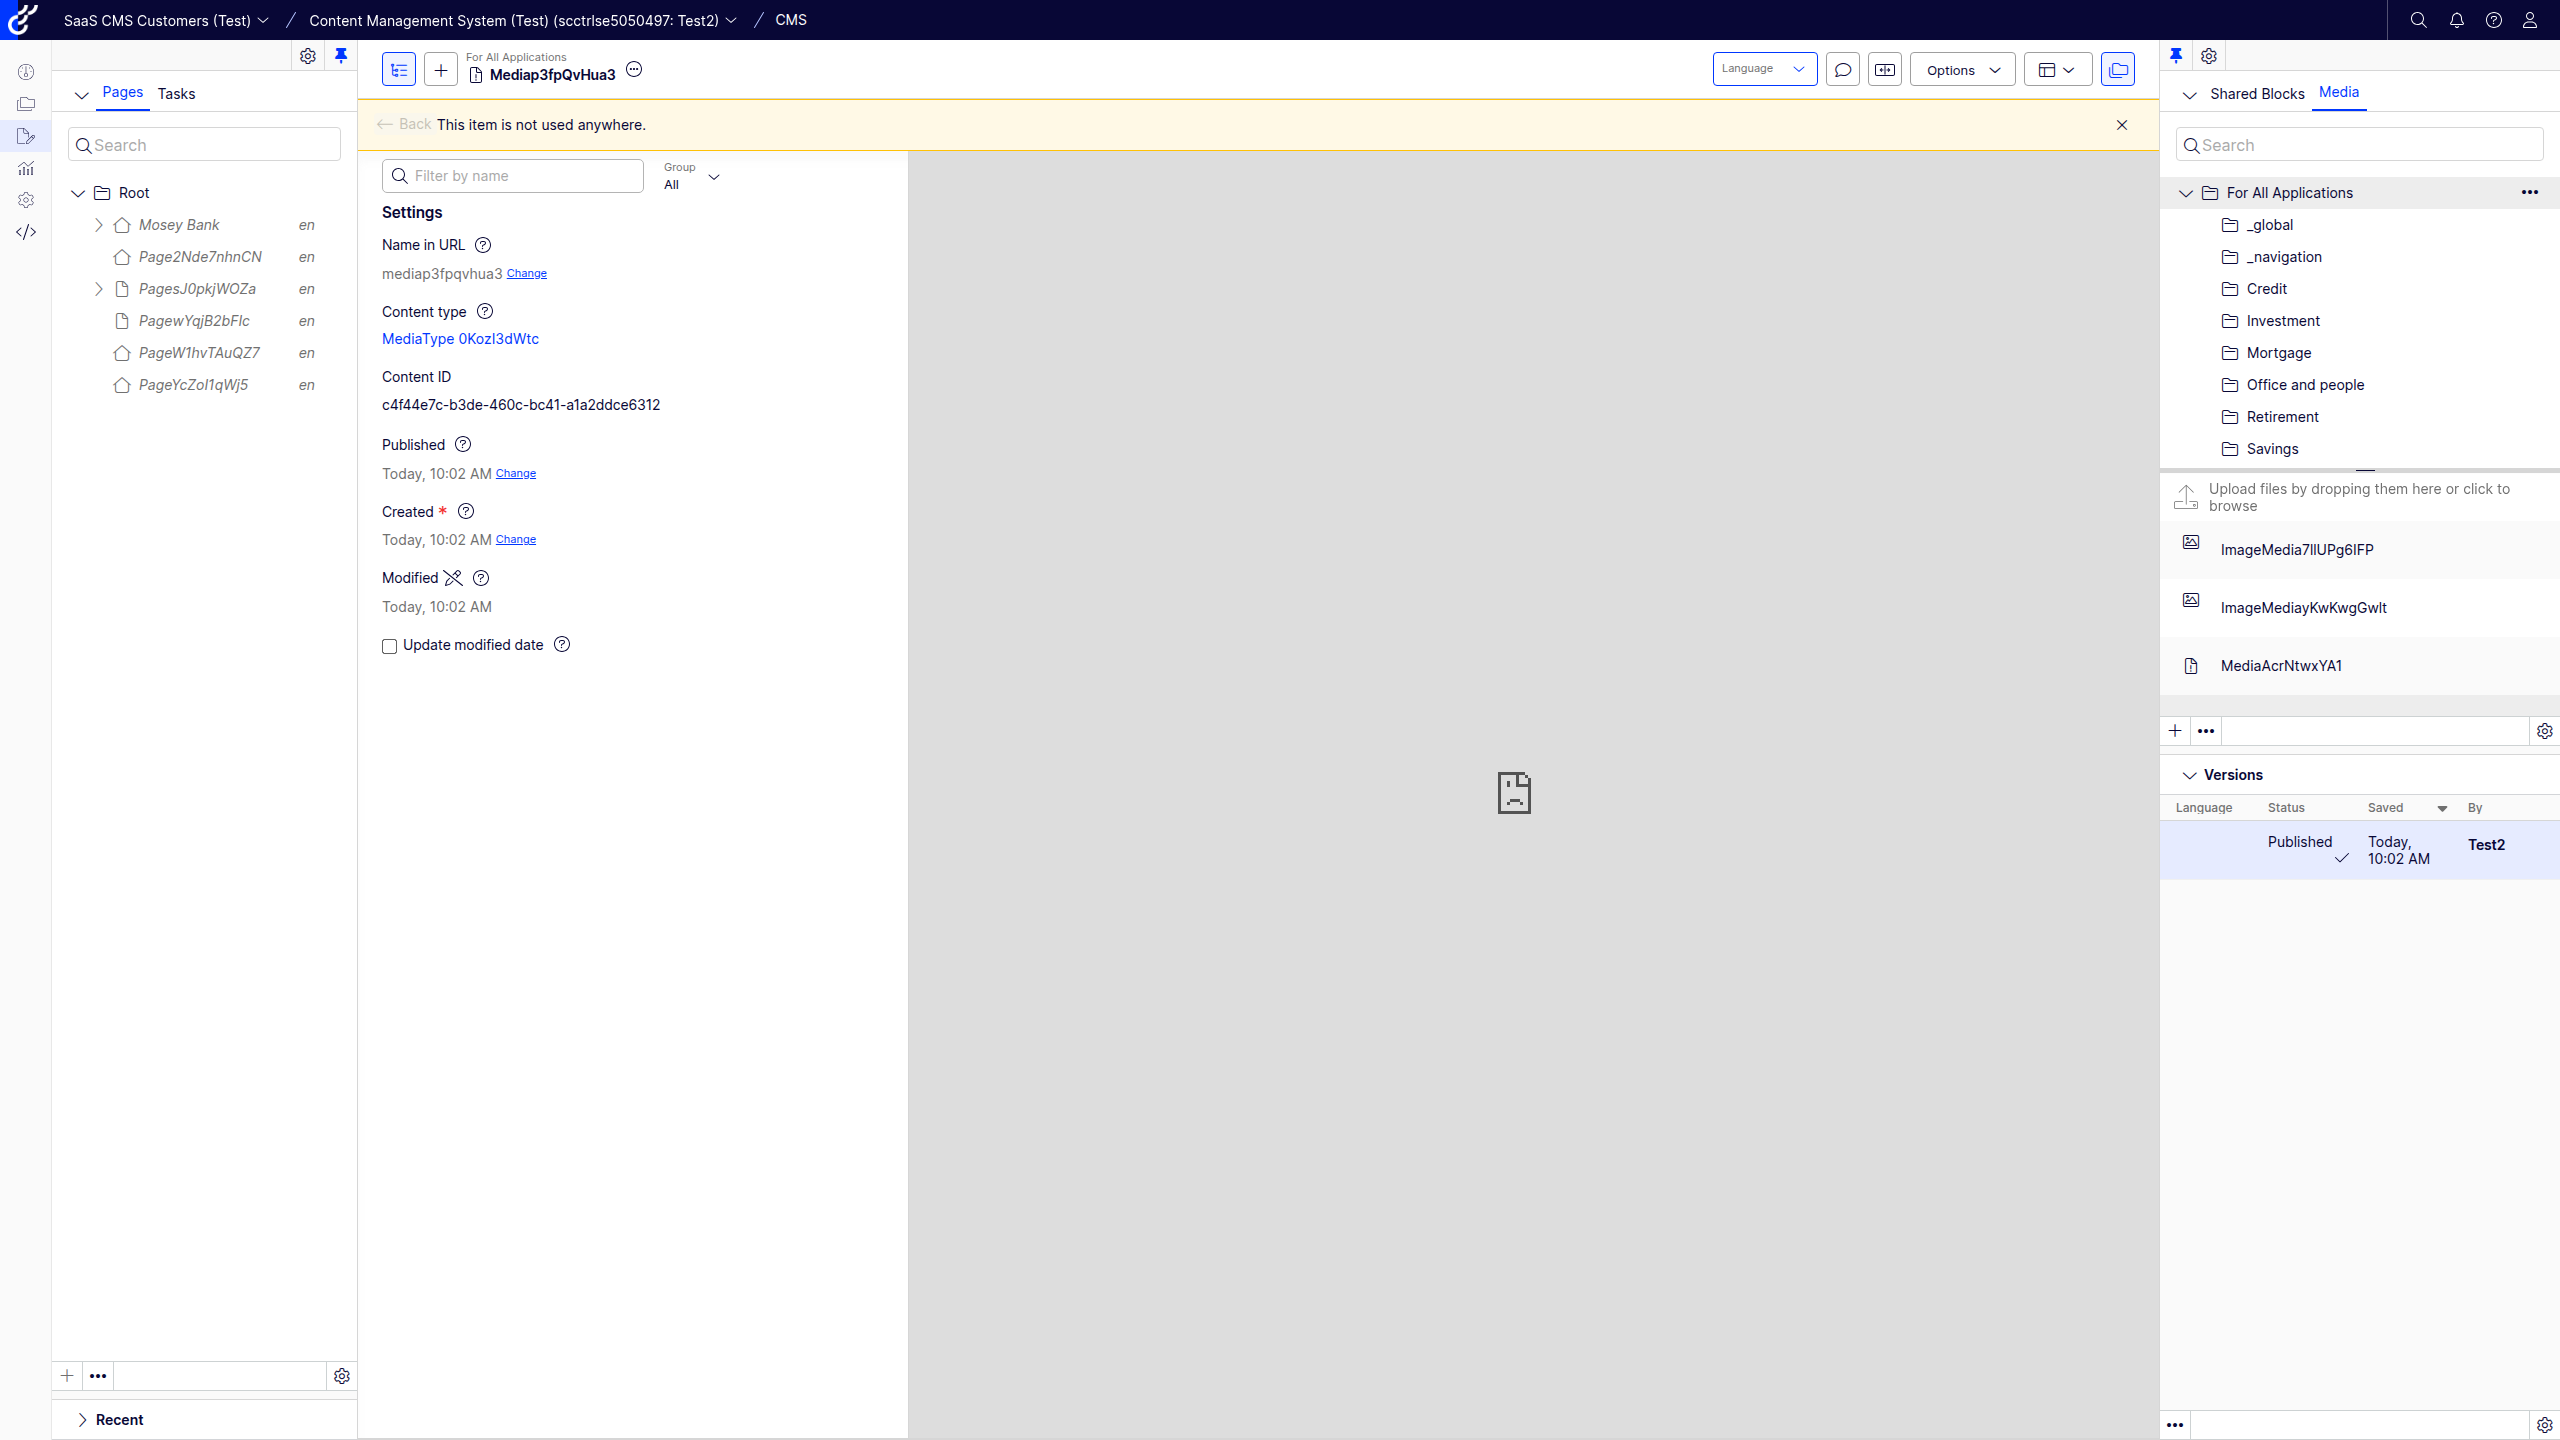 SaaS CMS Customers (Test) / Content Management System (Test) (scctrlse5050497: Test2) / CMS
Pages Tasks
Search
Root
Mosey Bank en
Page2Nde7nhnCN en
PagesJ0pkjWOZa en
PagewYqjB2bFIc en
PageW1hvTAuQZ7 en
PageYcZoI1qWj5 en
Recent
For All Applications
Mediap3fpQvHua3
Language
Options
Back This item is not used anywhere.
Filter by name
Group
All
Settings
Name in URL
mediap3fpqvhua3 Change
Content type
MediaType 0KozI3dWtc
Content ID
c4f44e7c-b3de-460c-bc41-a1a2ddce6312
Published
Today, 10:02 AM Change
Created *
Today, 10:02 AM Change
Modified
Today, 10:02 AM
Update modified date
Shared Blocks Media
Search
For All Applications
_global
_navigation
Credit
Investment
Mortgage
Office and people
Retirement
Savings
Upload files by dropping them here or click to
browse
ImageMedia7IlUPg6IFP
ImageMediayKwKwgGwlt
MediaAcrNtwxYA1
Versions
Language Status Saved By
Published Today, 10:02 AM Test2